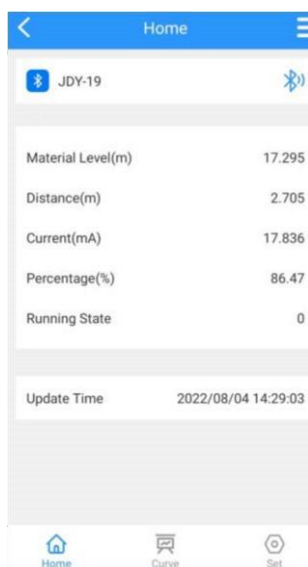 Home
JDY-19
Material Level(m) 17.295
Distance(m) 2.705
Current(mA) 17.836
Percentage(%) 86.47
Running State 0
Update Time 2022/08/04 14:29:03
Home Curve Set